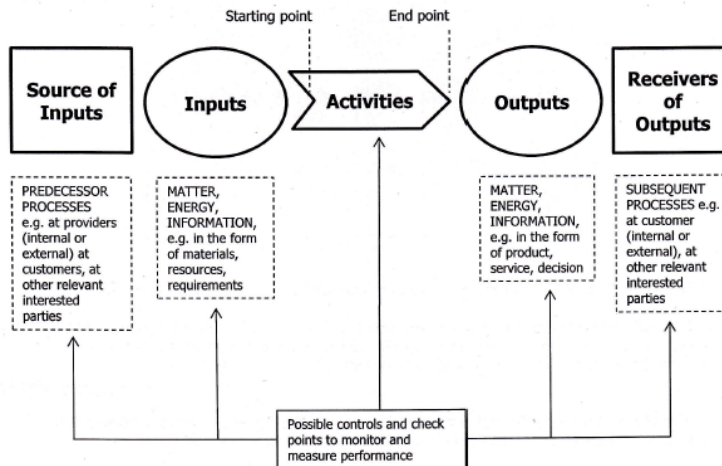 Starting point
End point
Source of
Inputs
Inputs
Activities
Outputs
Receivers
of
Outputs
PREDECESSOR
PROCESSES
e.g. at providers
(internal or
external) at
customers, at
other relevant
interested
parties
MATTER,
ENERGY,
INFORMATION,
e.g. in the form
of materials,
resources,
requirements
MATTER,
ENERGY,
INFORMATION,
e.g. in the form
of product,
service, decision
SUBSEQUENT
PROCESSES e.g.
at customer
(internal or
external), at
other relevant
interested
parties
Possible controls and check
points to monitor and
measure performance